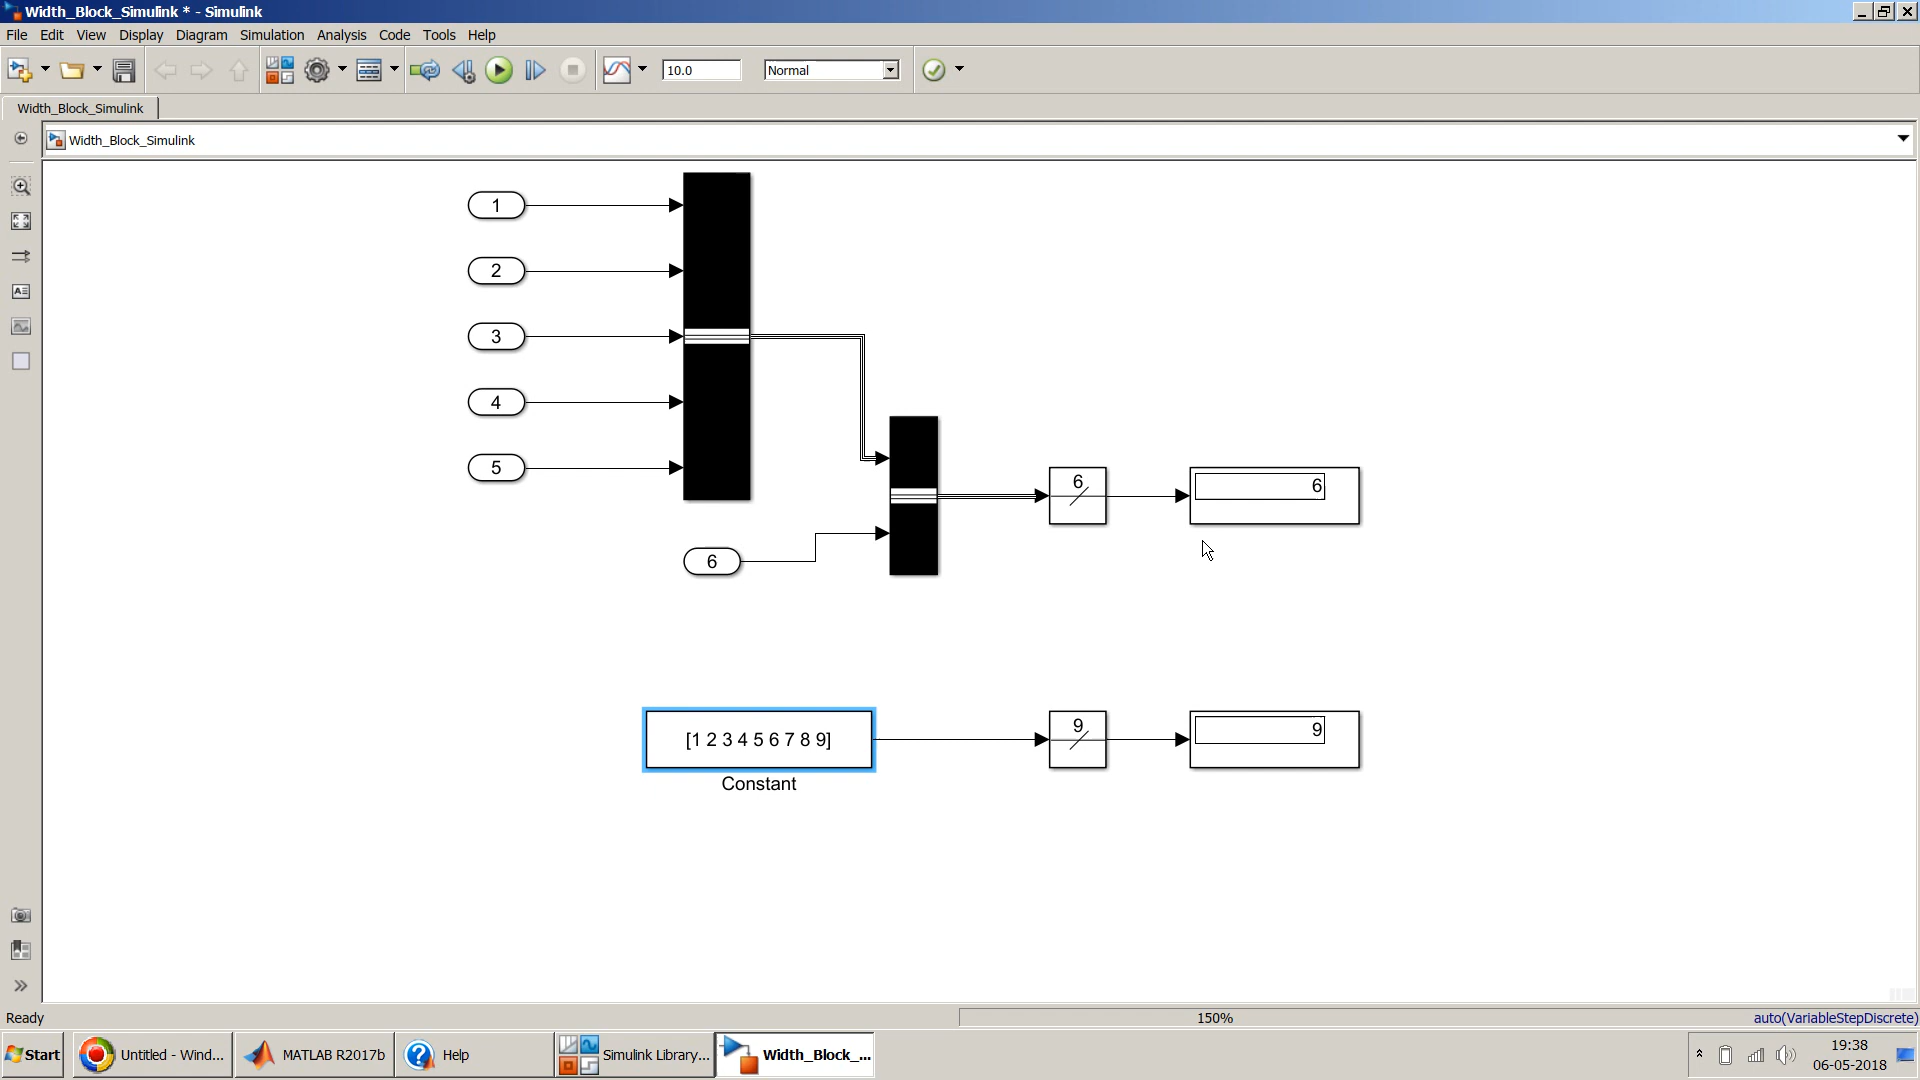 Width_Block_Simulink * - Simulink
File Edit View Display Diagram Simulation Analysis Code Tools Help
10.0 Normal
Width_Block_Simulink
Width_Block_Simulink
1
2
3
4
5
6 6
6
[1 2 3 4 5 6 7 8 9] 9 9
Constant
Ready 150% auto(VariableStepDiscrete)
Start Untitled - Wind... MATLAB R2017b Help Simulink Library... Width_Block_... 19:38
06-05-2018